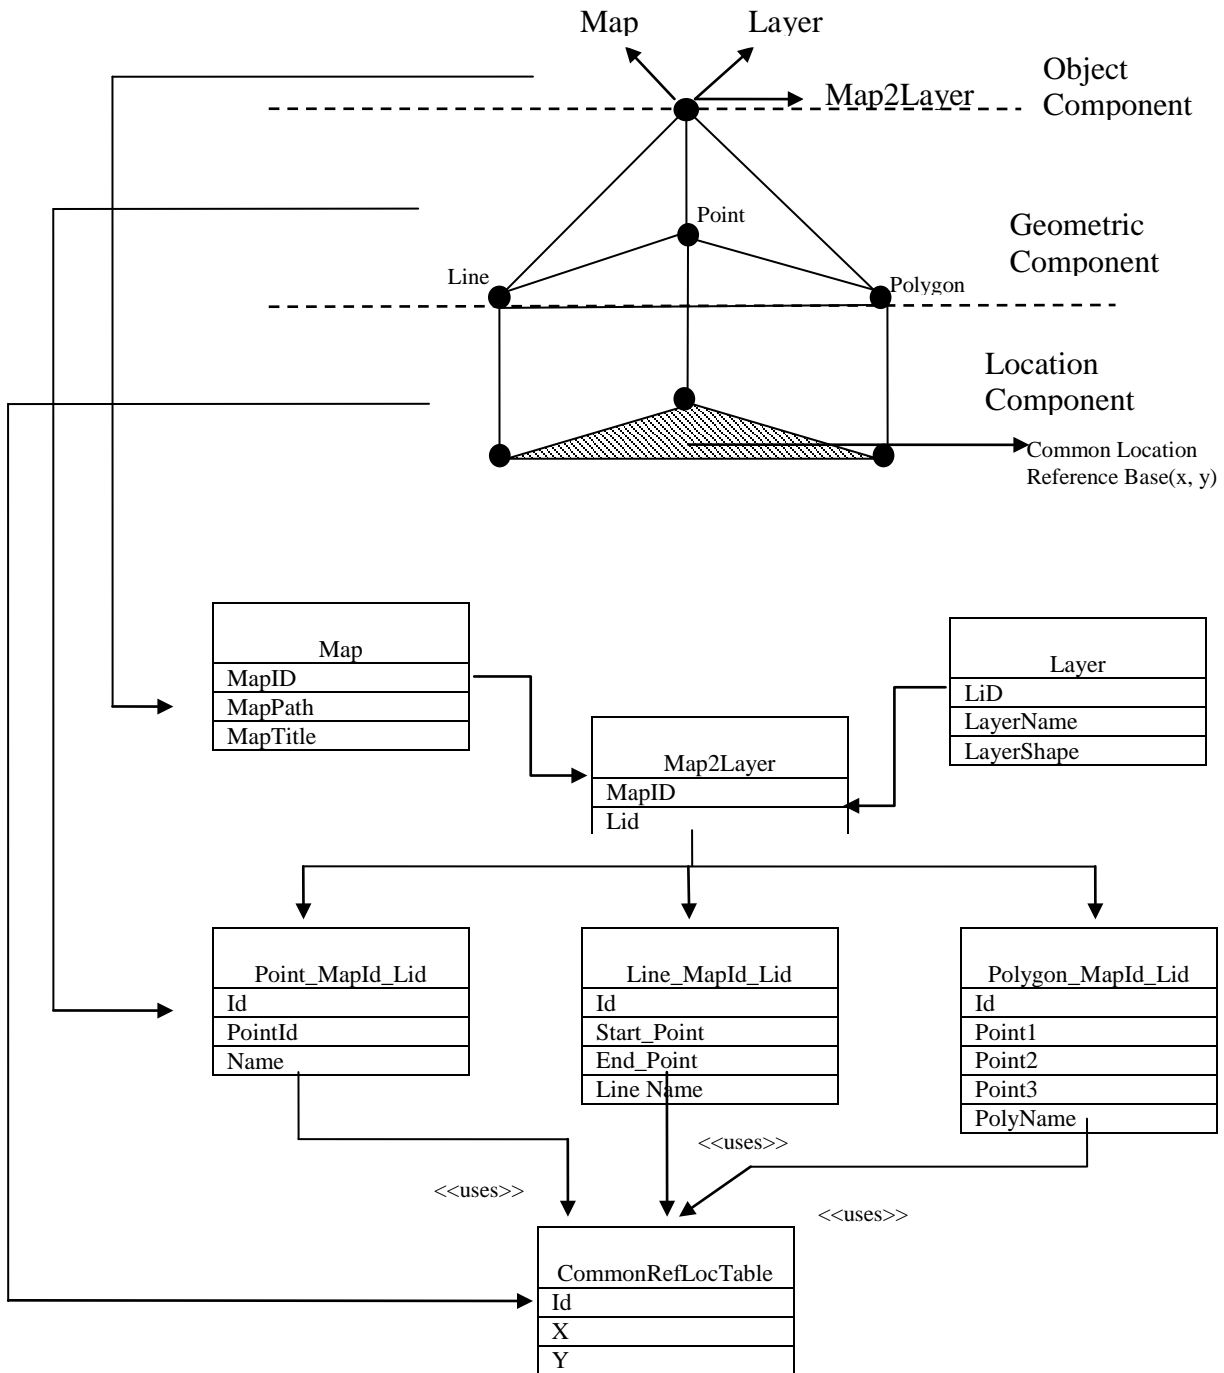 Map
Layer
Object
Component
Map2Layer
Point
Geometric
Component
Line
Polygon
Location
Component
Common Location
Reference Base(x, y)
Map
MapID
MapPath
MapTitle
Layer
LiD
LayerName
LayerShape
Map2Layer
MapID
Lid
Point_MapId_Lid
Id
PointId
Name
Line_MapId_Lid
Id
Start_Point
End_Point
Line Name
Polygon_MapId_Lid
Id
Point1
Point2
Point3
PolyName
<<uses>>
<<uses>>
<<uses>>
CommonRefLocTable
Id
X
Y